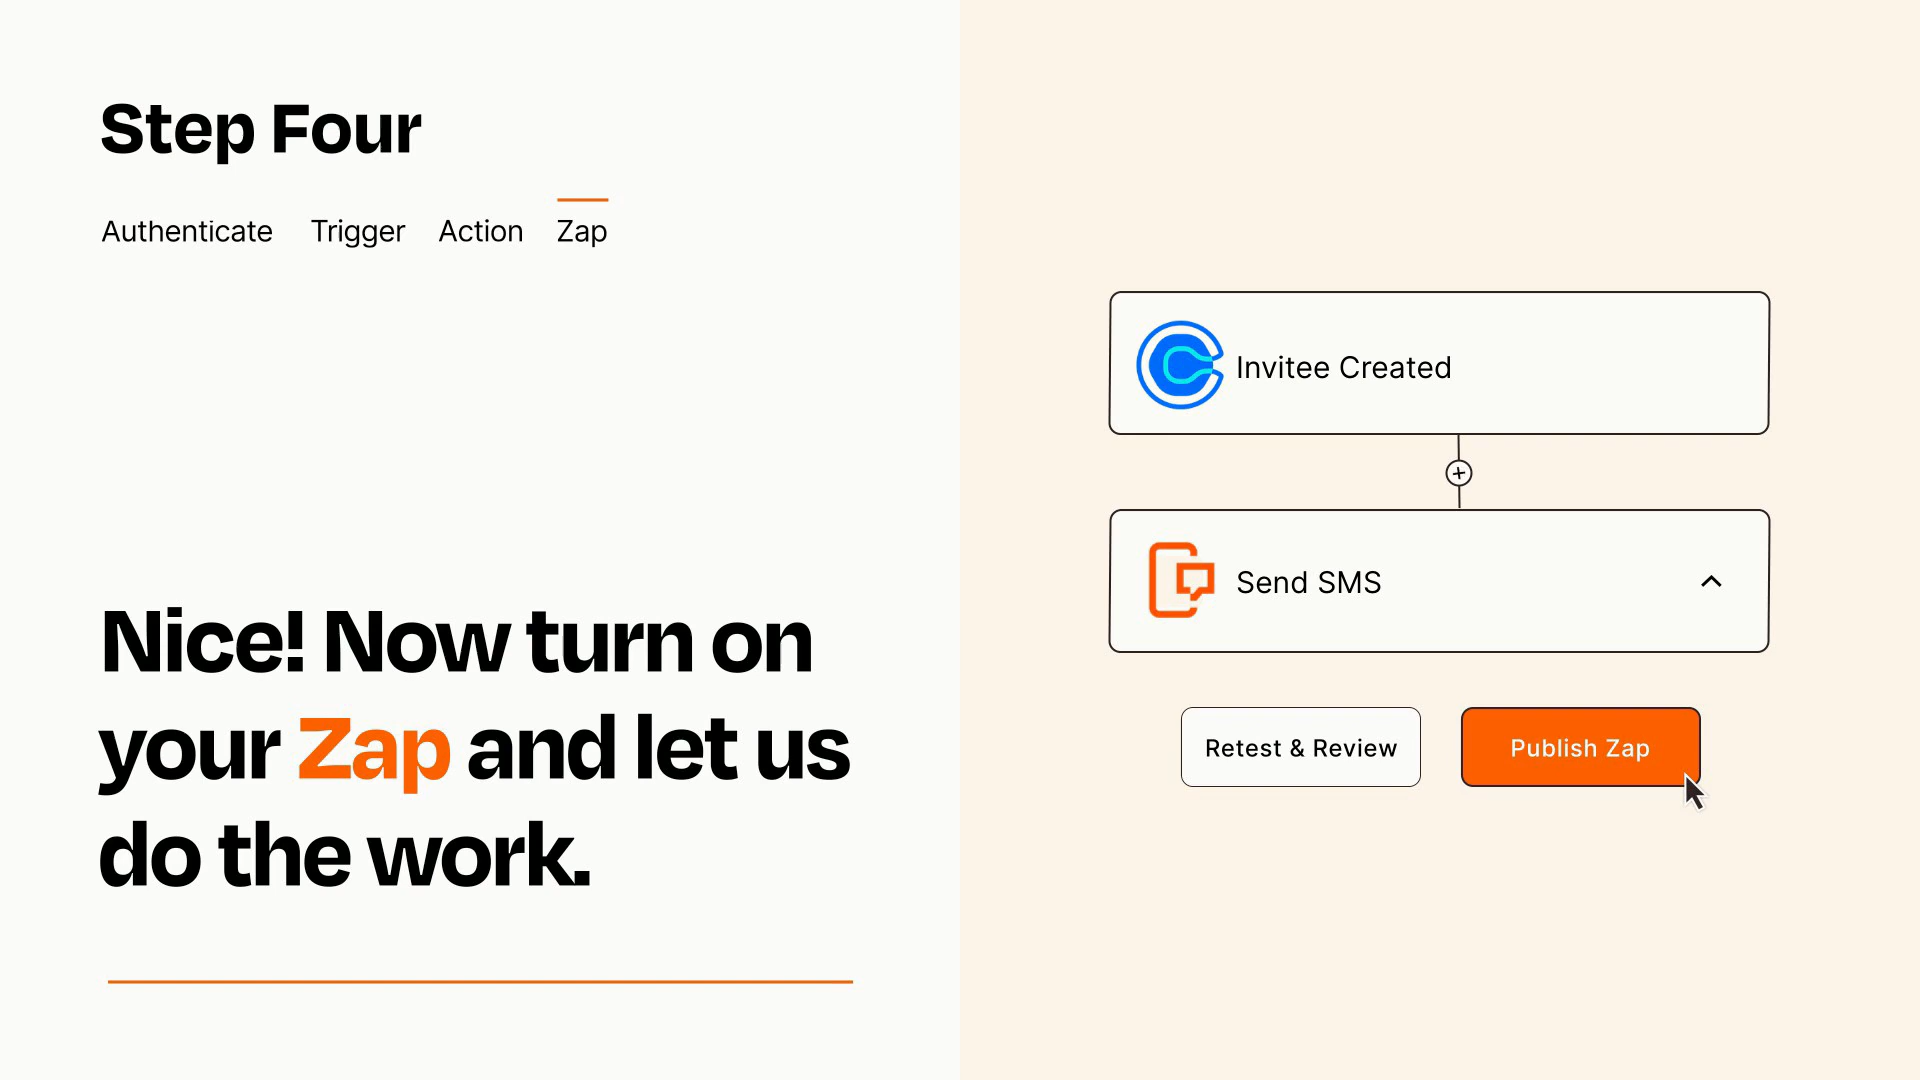 Step Four
Authenticate Trigger Action Zap
Nice! Now turn on
your Zap and let us
do the work.
Invitee Created
Send SMS
Retest & Review
Publish Zap